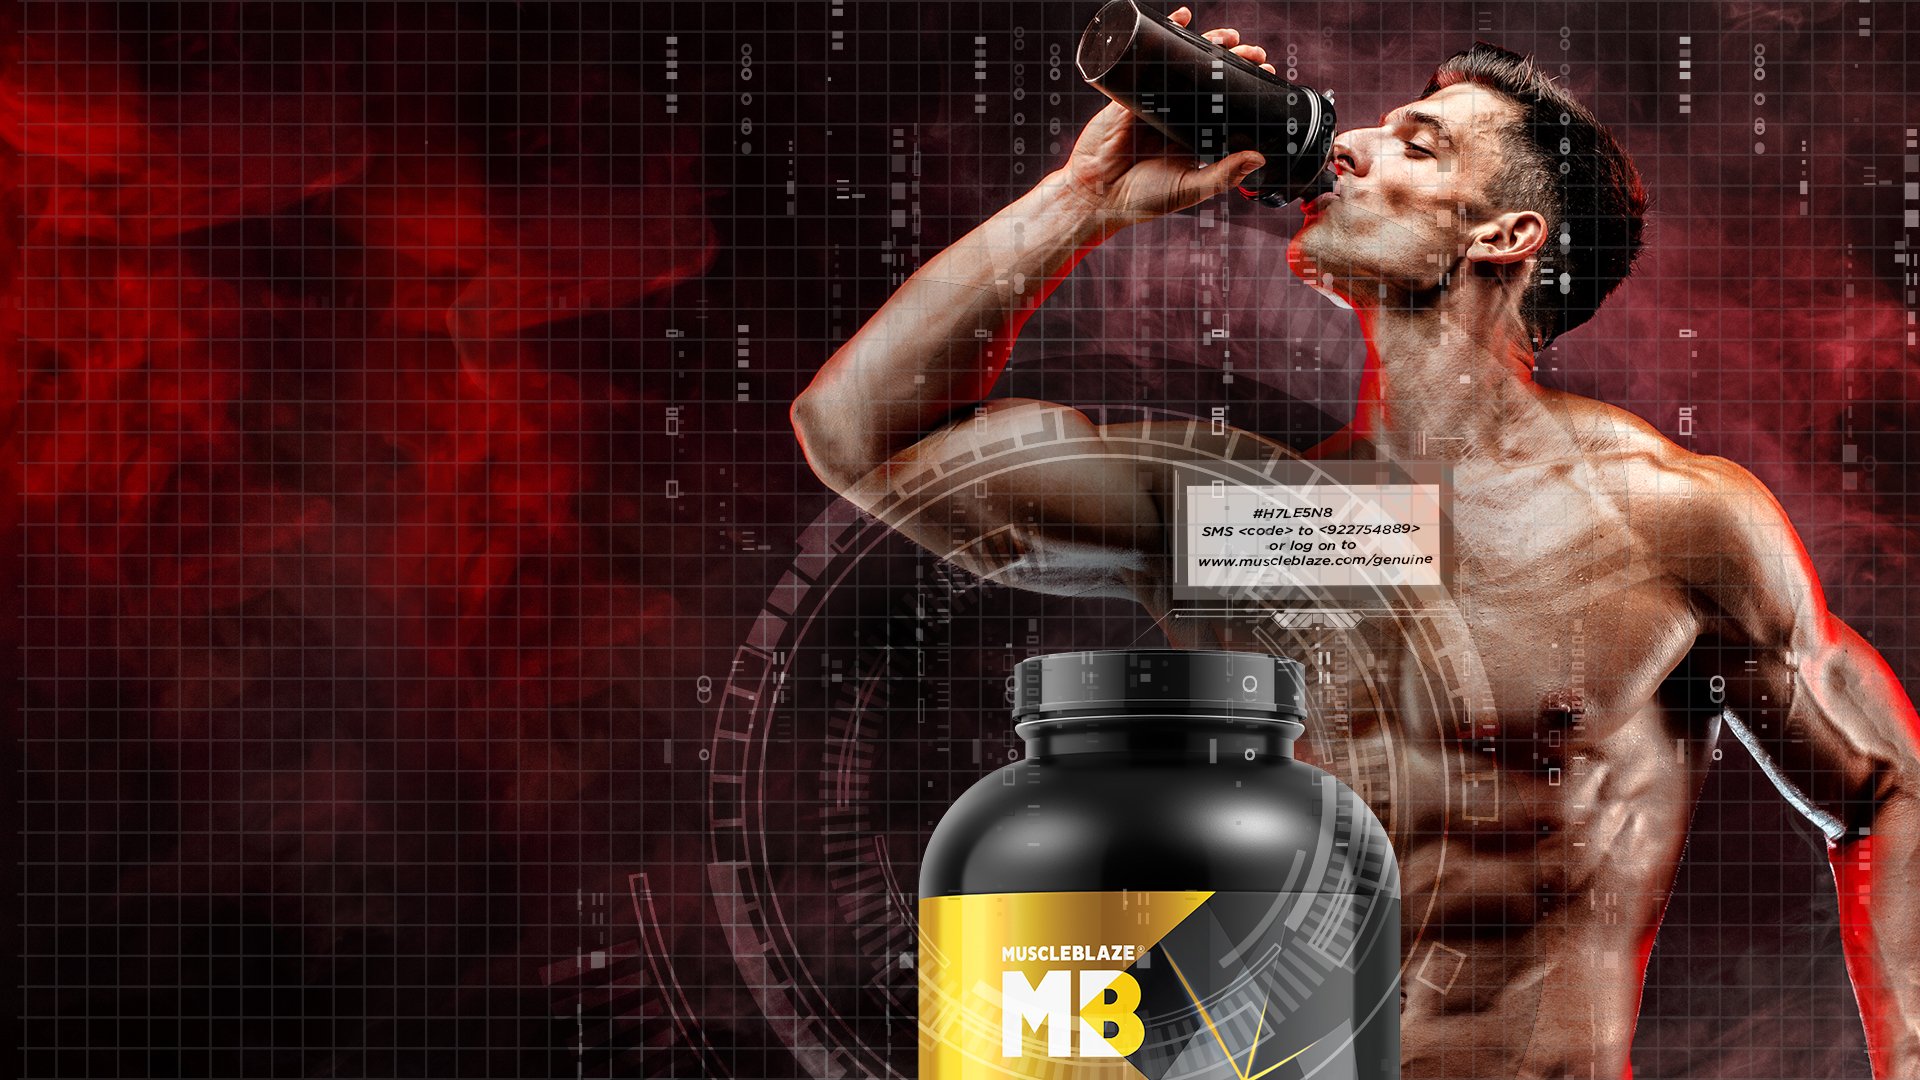 #H7LE5N8
SMS <code> to <922754889>
or log on to
www.muscleblaze.com/genuine
MUSCLEBLAZE®
MB